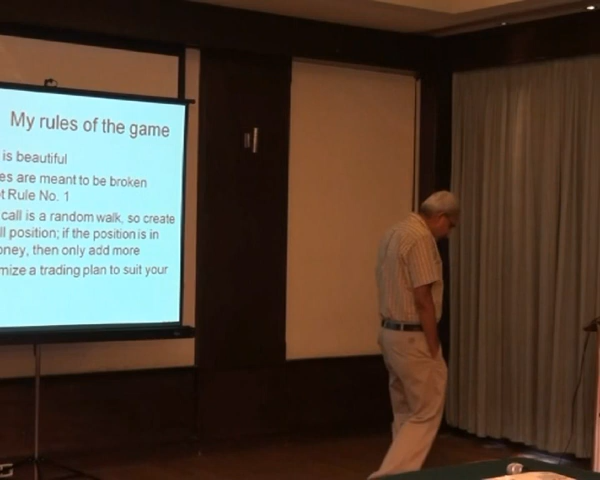 My rules of the game
is beautiful
es are meant to be broken
t Rule No. 1
call is a random walk, so create
ll position; if the position is in
oney, then only add more
mize a trading plan to suit your